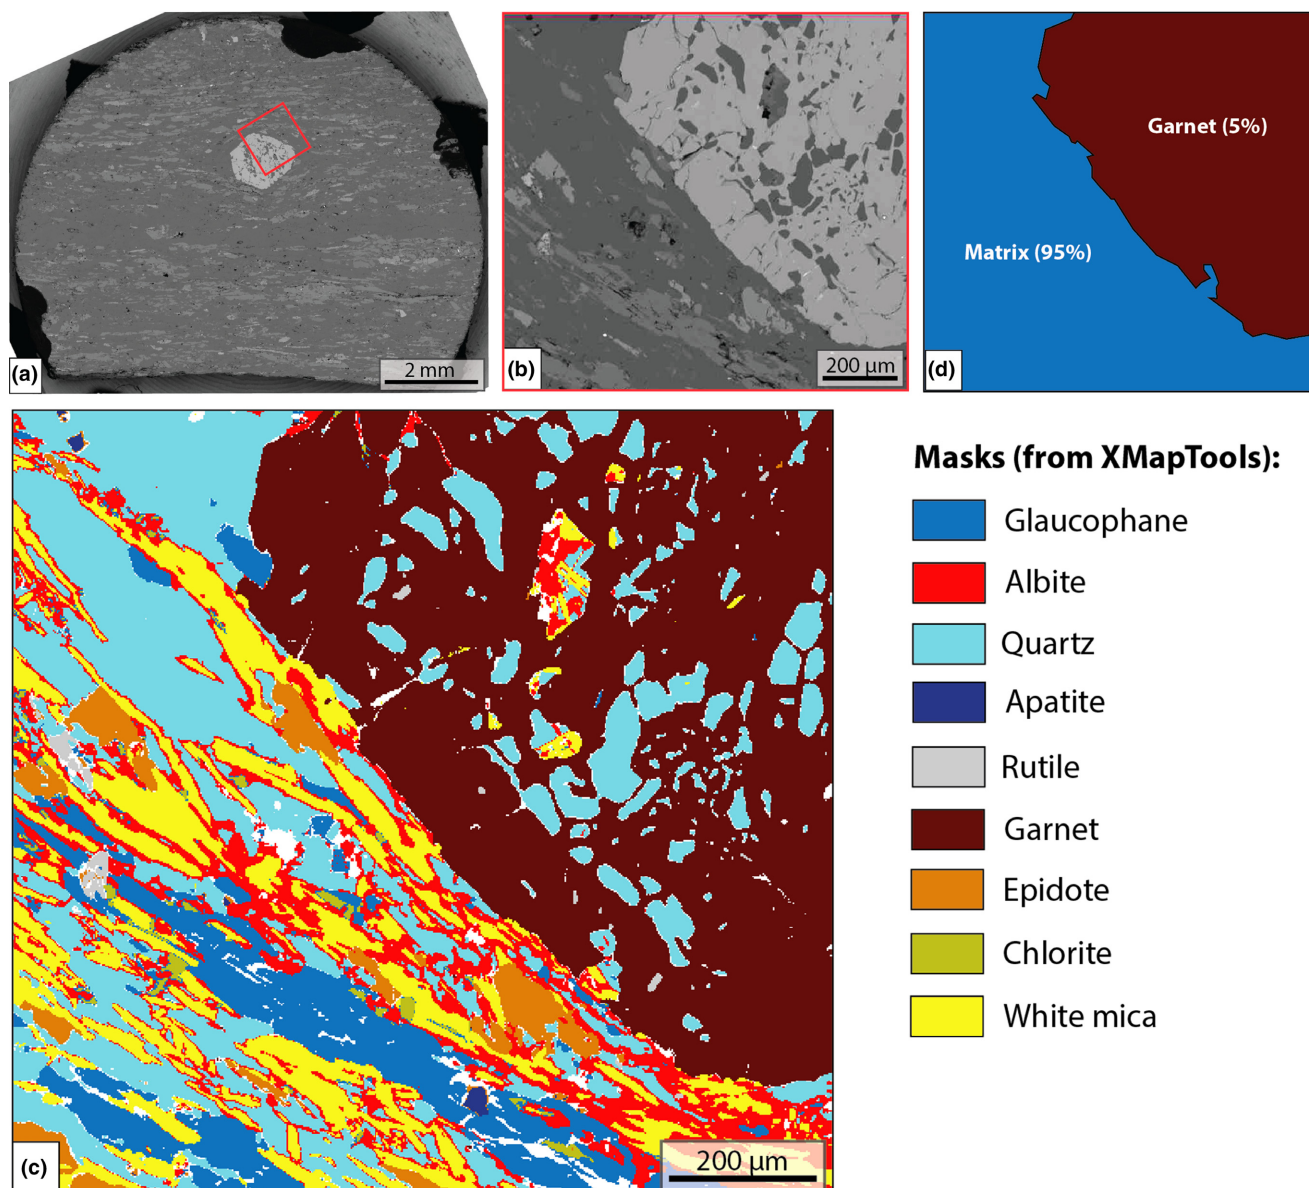 (a)
2 mm
(b)
200 µm
Garnet (5%)
Matrix (95%)
(d)
Masks (from XMapTools):
Glaucophane
Albite
Quartz
Apatite
Rutile
Garnet
Epidote
Chlorite
White mica
(c)
200 µm